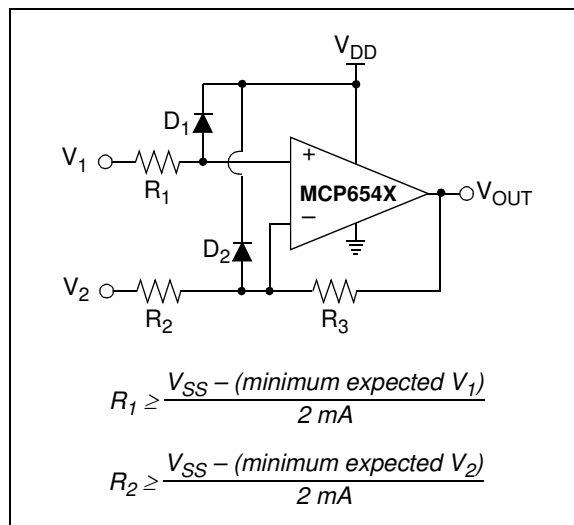 V_DD
D_1
V_1
+
R_1
MCP654X
V_OUT
–
D_2
V_2
R_2
R_3
R_1 ≥ V_SS – (minimum expected V_1)
2 mA
R_2 ≥ V_SS – (minimum expected V_2)
2 mA